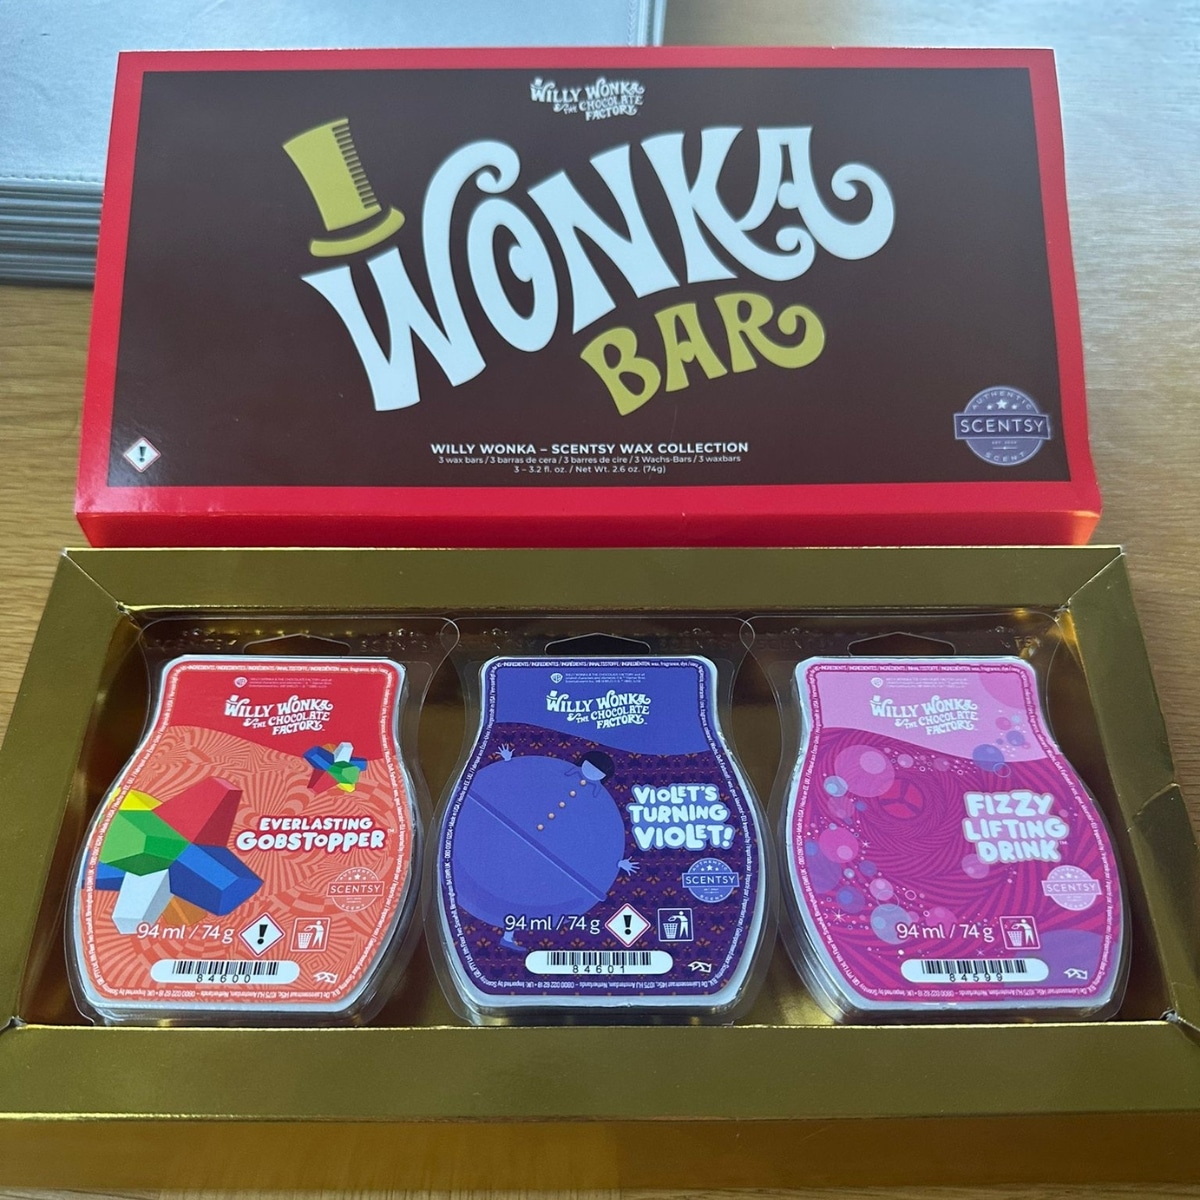 WILLY WONKA
& THE CHOCOLATE
FACTORY
WONKA
BAR
WILLY WONKA – SCENTSY WAX COLLECTION
3 wax bars / 3 barras de cera / 3 barres de cire / 3 Wachs-Bars / 3 waxbars
3 – 3.2 fl. oz. / Net Wt. 2.6 oz. (74g)
AUTHENTIC
SCENTSY
SCENT
WILLY WONKA
& THE CHOCOLATE
FACTORY
EVERLASTING
GOBSTOPPER™
SCENTSY
94 ml / 74 g
84600
WILLY WONKA
& THE CHOCOLATE
FACTORY
VIOLET'S
TURNING
VIOLET!
SCENTSY
94 ml / 74 g
84601
WILLY WONKA
& THE CHOCOLATE
FACTORY
FIZZY
LIFTING
DRINK™
SCENTSY
94 ml / 74 g
84599